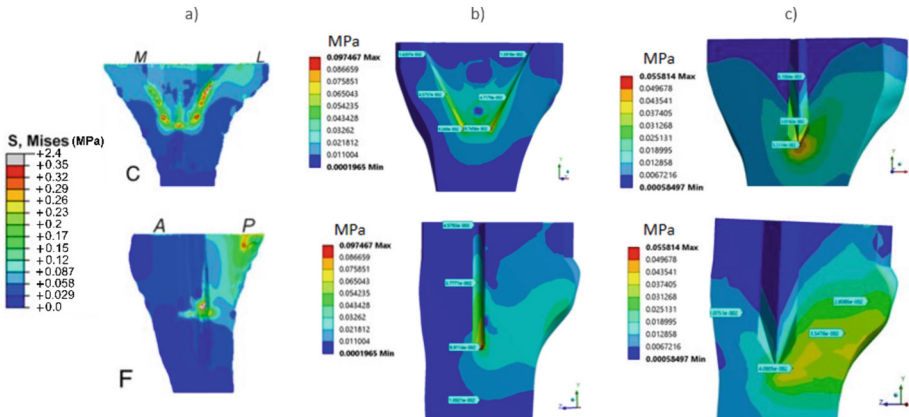 a)
b)
c)
M
L
C
S, Mises (MPa)
+2.4
+0.35
+0.32
+0.29
+0.26
+0.23
+0.2
+0.17
+0.15
+0.12
+0.087
+0.058
+0.029
+0.0
A
P
F
MPa
0.097467 Max
0.086659
0.075851
0.065043
0.054235
0.043428
0.03262
0.021812
0.011004
0.0001965 Min
Y
MPa
0.055814 Max
0.049678
0.043541
0.037405
0.031268
0.025131
0.018995
0.012858
0.0067216
0.00058497 Min
Y
MPa
0.097467 Max
0.086659
0.075851
0.065043
0.054235
0.043428
0.03262
0.021812
0.011004
0.0001965 Min
Y
Z
MPa
0.055814 Max
0.049678
0.043541
0.037405
0.031268
0.025131
0.018995
0.012858
0.0067216
0.00058497 Min
Y
Z